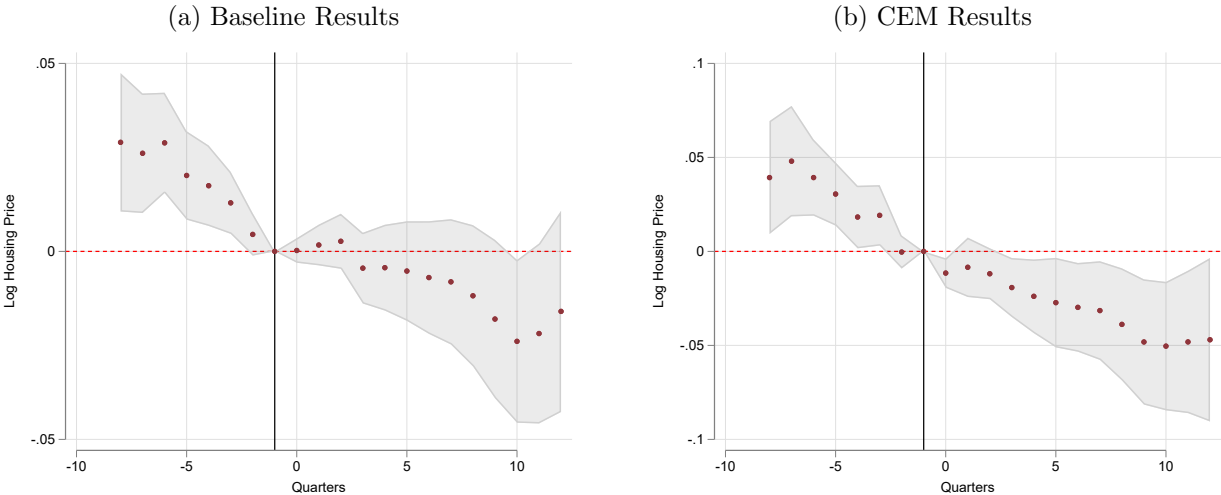 (a) Baseline Results
.05
0
-.05
Log Housing Price
-10 -5 0 5 10
Quarters
(b) CEM Results
.1
.05
0
-.05
-.1
Log Housing Price
-10 -5 0 5 10
Quarters